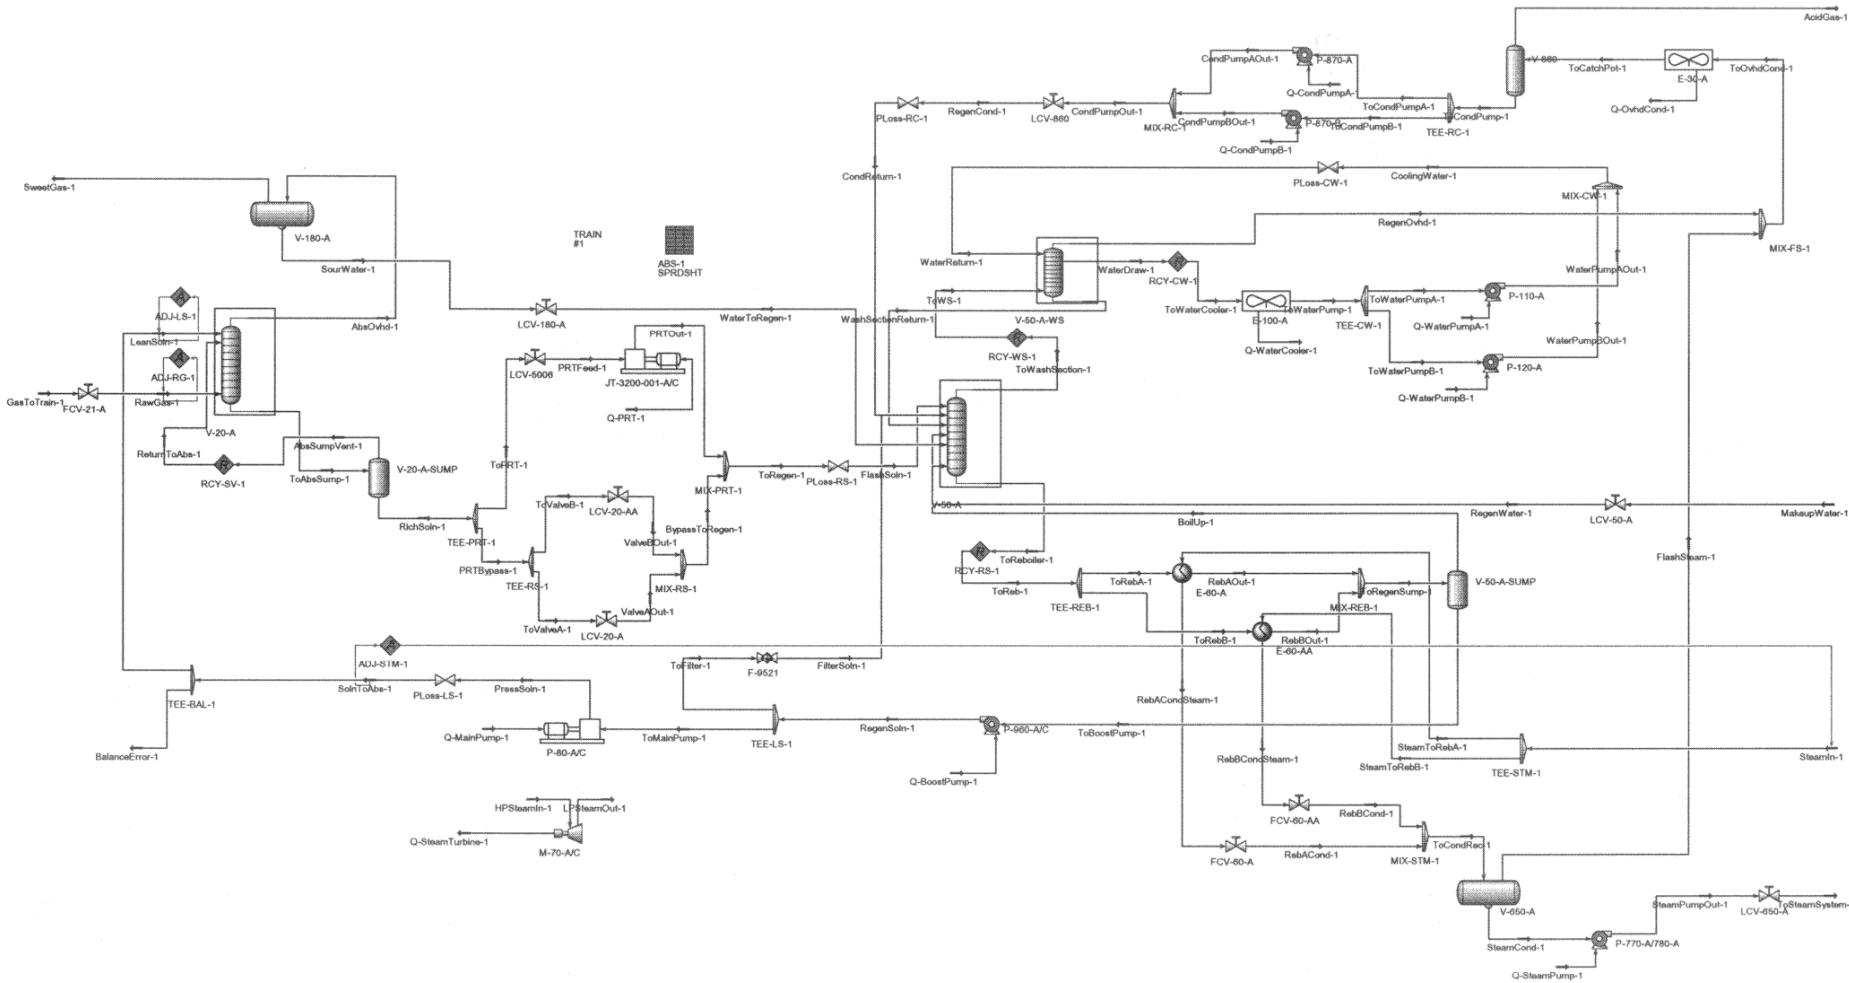 AcidGas-1
CondPumpAOut-1
P-870-A
V-860
ToCatchPot-1
E-30-A
ToOvhdCond-1
Q-CondPumpA-1
ToCondPumpA-1
Q-OvhdCond-1
PLoss-RC-1
RegenCond-1
LCV-860
CondPumpOut-1
MIX-RC-1
CondPumpBOut-1
P-870-B
ToCondPumpB-1
ToCondPump-1
TEE-RC-1
Q-CondPumpB-1
SweetGas-1
CondReturn-1
PLoss-CW-1
CoolingWater-1
MIX-CW-1
V-180-A
TRAIN
#1
RegenOvhd-1
MIX-FS-1
SourWater-1
ABS-1
SPRDSHT
WaterReturn-1
WaterDraw-1
RCY-CW-1
WaterPumpAOut-1
ADJ-LS-1
AbsOvhd-1
LCV-180-A
WaterToRegen-1
WashSectionReturn-1
ToWS-1
V-50-A-WS
ToWaterCooler-1
E-100-A
ToWaterPump-1
ToWaterPumpA-1
P-110-A
TEE-CW-1
Q-WaterPumpA-1
LeanSoln-1
PRTOut-1
RCY-WS-1
Q-WaterCooler-1
WaterPumpBOut-1
ADJ-RG-1
LCV-5006
PRTFeed-1
JT-3200-001-A/C
ToWashSection-1
ToWaterPumpB-1
P-120-A
Q-WaterPumpB-1
GasToTrain-1
FCV-21-A
RawGas-1
Q-PRT-1
V-20-A
AbsSumpVent-1
ReturnToAbs-1
RCY-SV-1
ToAbsSump-1
V-20-A-SUMP
ToPRT-1
MIX-PRT-1
ToRegen-1
PLoss-RS-1
FlashSoln-1
V-50-A
RichSoln-1
TEE-PRT-1
ToValveB-1
LCV-20-AA
BypassToRegen-1
ValveBOut-1
RegenWater-1
LCV-50-A
MakeupWater-1
BoilUp-1
PRTBypass-1
TEE-RS-1
MIX-RS-1
RCY-RS-1
ToReboiler-1
FlashSteam-1
ToReb-1
TEE-REB-1
ToRebA-1
E-60-A
RebAOut-1
MIX-REB-1
ToRegenSump-1
V-50-A-SUMP
ValveAOut-1
ToValveA-1
LCV-20-A
ToRebB-1
RebBOut-1
E-60-AA
ADJ-STM-1
ToFilter-1
F-9521
FilterSoln-1
SolnToAbs-1
PLoss-LS-1
PressSoln-1
TEE-BAL-1
RebACondSteam-1
Q-MainPump-1
P-80-A/C
ToMainPump-1
TEE-LS-1
RegenSoln-1
P-960-A/C
ToBoostPump-1
BalanceError-1
Q-BoostPump-1
RebBCondSteam-1
SteamToRebA-1
SteamToRebB-1
TEE-STM-1
SteamIn-1
HPSteamIn-1
LPSteamOut-1
Q-SteamTurbine-1
M-70-A/C
FCV-60-AA
RebBCond-1
FCV-60-A
RebACond-1
MIX-STM-1
ToCondRec-1
V-650-A
SteamPumpOut-1
LCV-650-A
ToSteamSystem-
SteamCond-1
P-770-A/780-A
Q-SteamPump-1